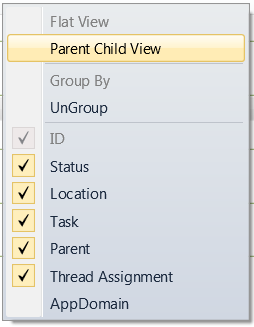 Flat View
Parent Child View
Group By
UnGroup
ID
Status
Location
Task
Parent
Thread Assignment
AppDomain